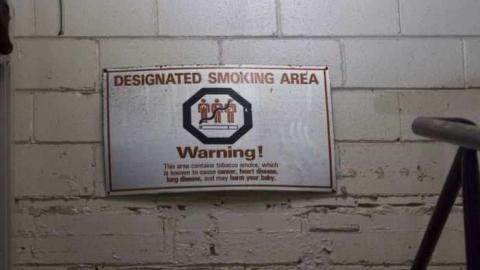 DESIGNATED SMOKING AREA
Warning!
This area contains tobacco smoke, which
is known to cause cancer, heart disease,
lung disease, and may harm your baby.